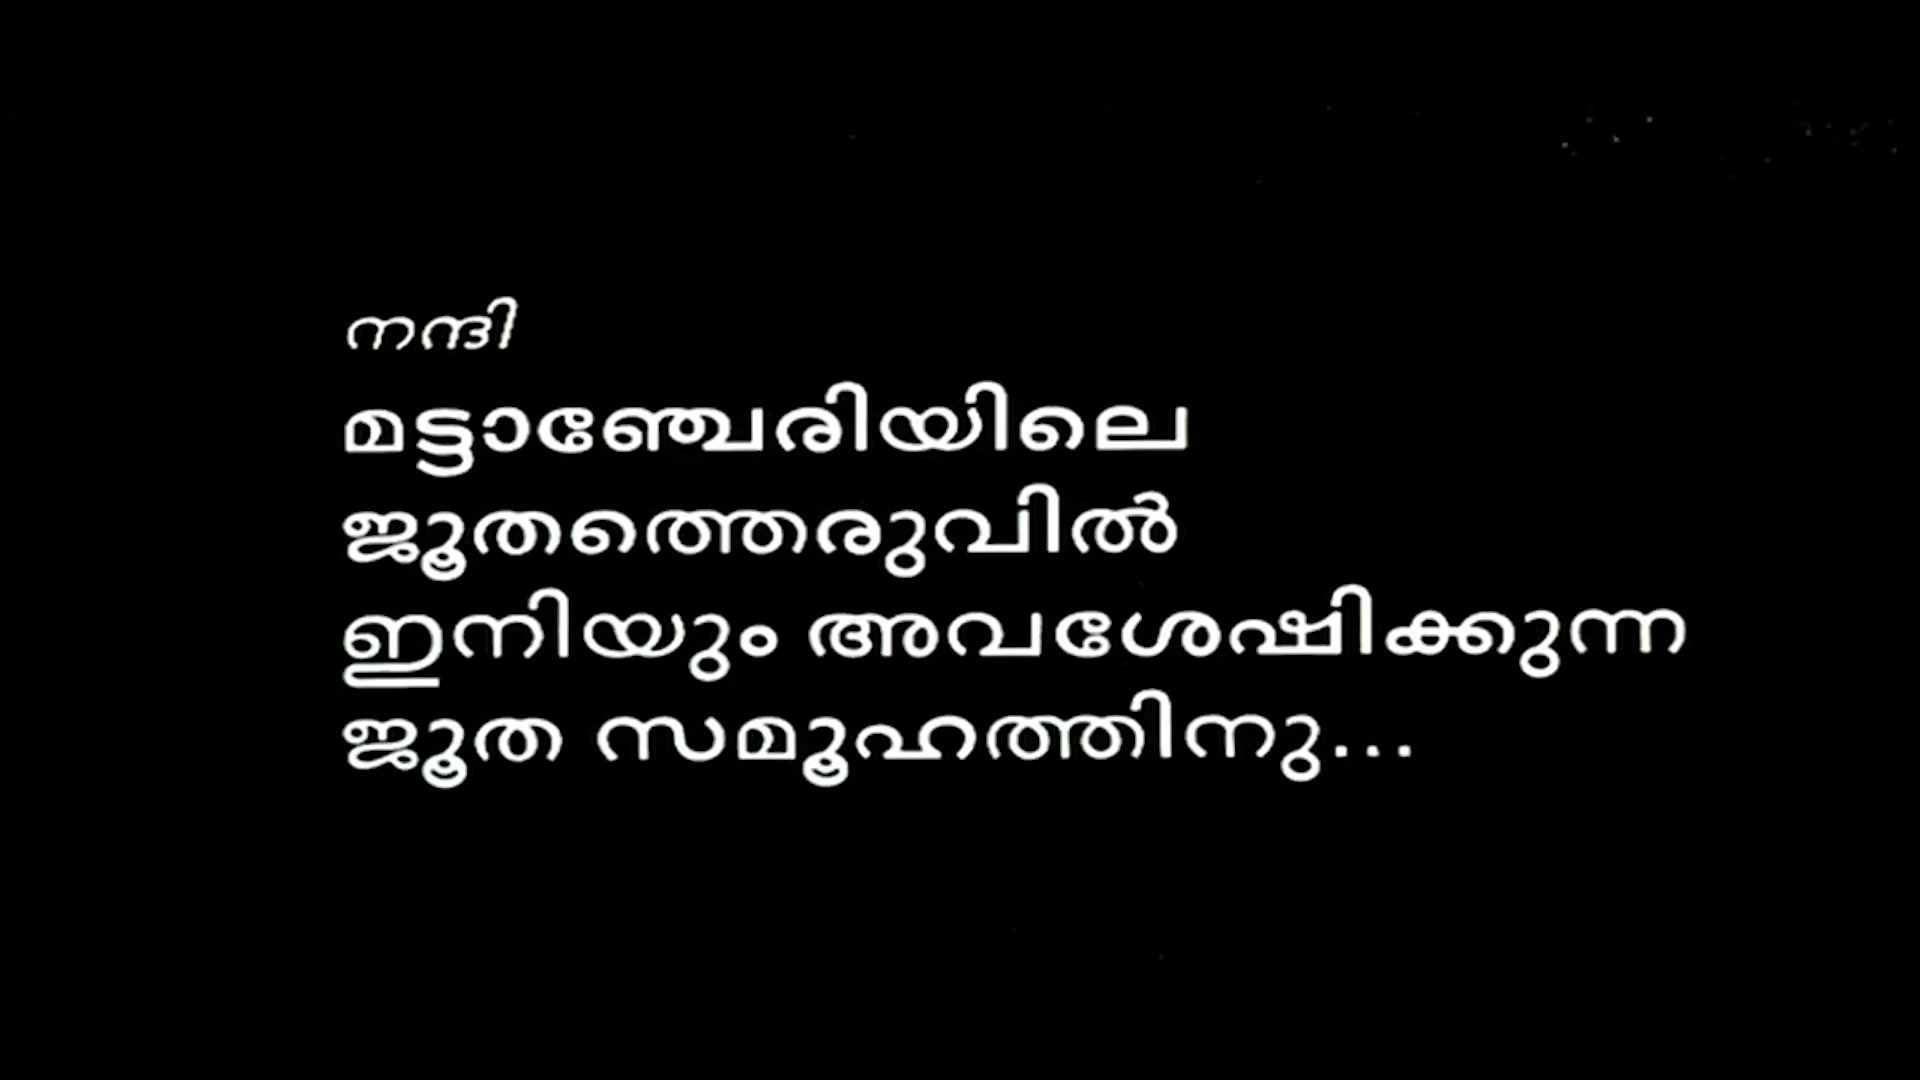 നന്ദി
മട്ടാഞ്ചേരിയിലെ
ജൂതത്തെരുവിൽ
ഇനിയും അവശേഷിക്കുന്ന
ജൂത സമൂഹത്തിനു...